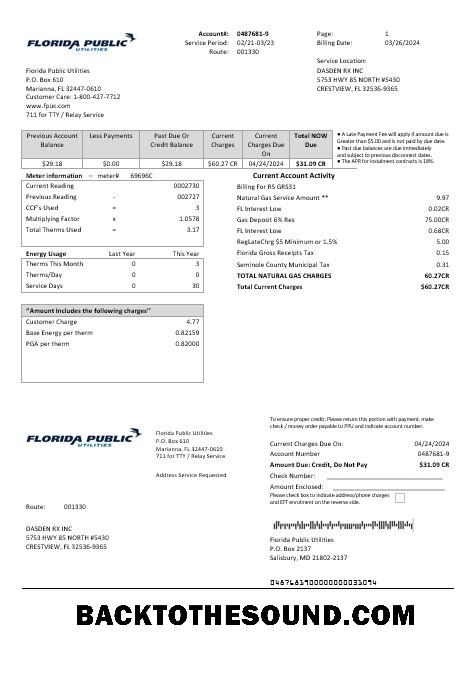 FLORIDA PUBLIC
UTILITIES
Account#: 0487681-9
Service Period: 02/21-03/23
Route: 001330
Page: 1
Billing Date: 03/26/2024
Service Location:
DASDEN RX INC
5753 HWY 85 NORTH #5430
CRESTVIEW, FL 32536-9365
Florida Public Utilities
P.O. Box 610
Marianna, FL 32447-0610
Customer Care: 1-800-427-7712
www.fpuc.com
711 for TTY / Relay Service
Previous Account Balance Less Payments Past Due Or Credit Balance Current Charges Current Charges Due On Total NOW Due
$29.18 $0.00 $29.18 $60.27 CR 04/24/2024 $31.09 CR
● A Late Payment Fee will apply if amount due is
Greater than $5.00 and is not paid by due date.
● Past due balances are due immediately
and subject to previous disconnect dates.
● The APR for instalment contracts is 18%.
Meter information – meter# 69696C
Current Reading 0002730
Previous Reading - 002727
CCF's Used = 3
Multiplying Factor x 1.0578
Total Therms Used = 3.17
Energy Usage Last Year This Year
Therms This Month 0 3
Therms/Day 0 0
Service Days 0 30
"Amount Includes the following charges"
Customer Charge 4.77
Base Energy per therm 0.82159
PGA per therm 0.82000
Current Account Activity
Billing For RS GRS31
Natural Gas Service Amount ** 9.97
FL Interest Low 0.02CR
Gas Deposit 6% Res 75.00CR
FL Interest Low 0.68CR
RegLateChrg $5 Minimum or 1.5% 5.00
Florida Gross Receipts Tax 0.15
Seminole County Municipal Tax 0.31
TOTAL NATURAL GAS CHARGES 60.27CR
Total Current Charges $60.27CR
FLORIDA PUBLIC
UTILITIES
Florida Public Utilities
P.O. Box 610
Marianna, FL 32447-0610
711 for TTY / Relay Service
Address Service Requested
To ensure proper credit: Please return this portion with payment, make
check / money order payable to PPU and indicate account number.
Current Charges Due On: 04/24/2024
Account Number 0487681-9
Amount Due: Credit, Do Not Pay $31.09 CR
Check Number:
Amount Enclosed:
Please check box to indicate address/phone charges
and EFT enrolment on the reverse side.
Route: 001330
DASDEN RX INC
5753 HWY 85 NORTH #5430
CRESTVIEW, FL 32536-9365
Florida Public Utilities
P.O. Box 2137
Salisbury, MD 21802-2137
BACKTOTHESOUND.COM